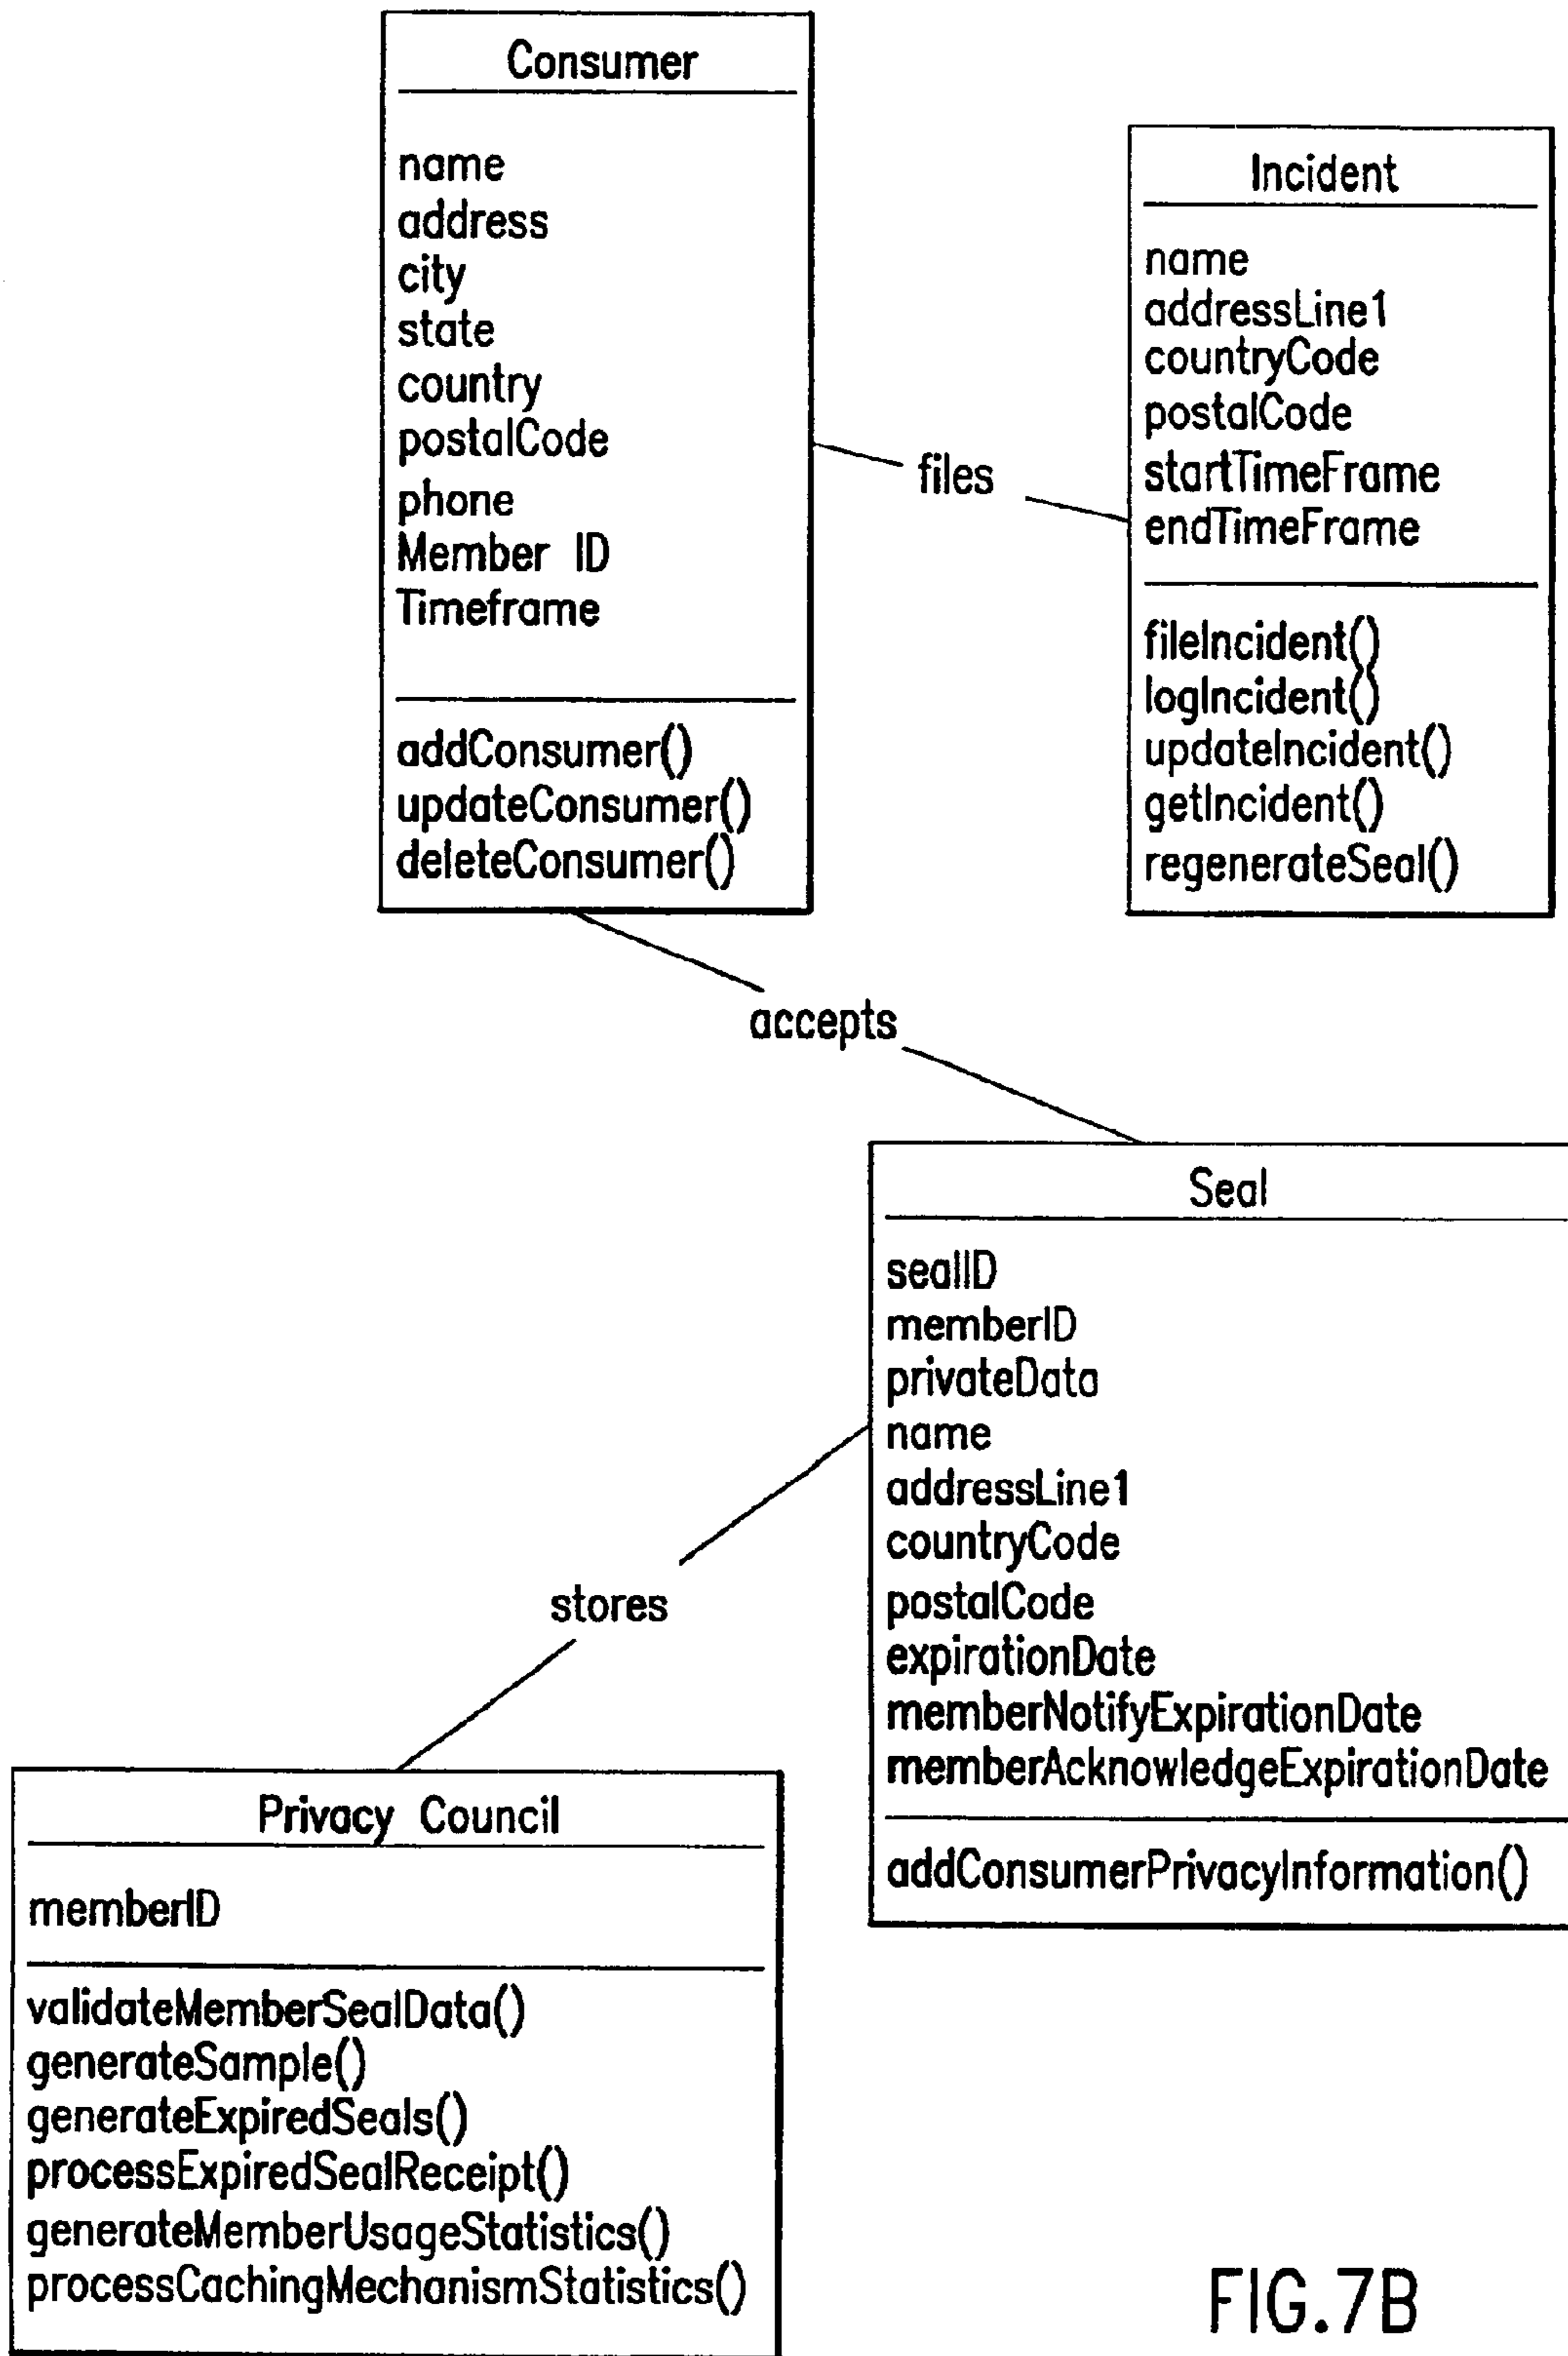 Consumer
name
address
city
state
country
postalCode
phone
Member ID
Timeframe
addConsumer()
updateConsumer()
deleteConsumer()
files
Incident
name
addressLine1
countryCode
postalCode
startTimeFrame
endTimeFrame
fileIncident()
logIncident()
updateIncident()
getIncident()
regenerateSeal()
accepts
Seal
sealID
memberID
privateData
name
addressLine1
countryCode
postalCode
expirationDate
memberNotifyExpirationDate
memberAcknowledgeExpirationDate
addConsumerPrivacyInformation()
stores
Privacy Council
memberID
validateMemberSealData()
generateSample()
generateExpiredSeals()
processExpiredSealReceipt()
generateMemberUsageStatistics()
processCachingMechanismStatistics()
FIG.7B